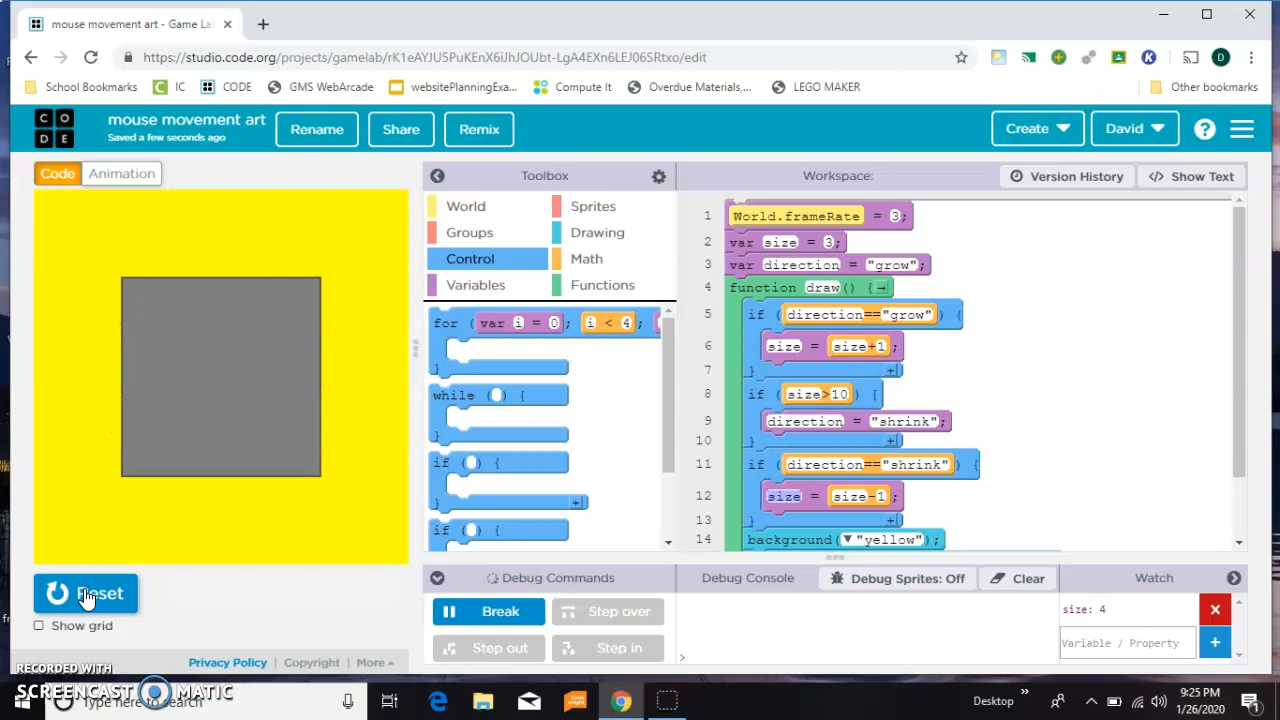 mouse movement art - Game La
https://studio.code.org/projects/gamelab/rK1eAYJU5PuKEnX6iJhJOUbt-LgA4EXn6LEJ06SRtxo/edit
D
School Bookmarks IC CODE GMS WebArcade websitePlanningExa... Compute It Overdue Materials,... LEGO MAKER Other bookmarks
CODE
mouse movement art
Saved a few seconds ago
Rename Share Remix Create David ?
Code Animation
Toolbox
Workspace: Version History </> Show Text
World Sprites
Groups Drawing
Control Math
Variables Functions
for ( var i = 0; i < 4;
}
while ( ) {
}
if ( ) {
}
if ( ) {
1 World.frameRate = 3;
2 var size = 3;
3 var direction = "grow";
4 function draw() {
5 if (direction=="grow") {
6 size = size+1;
7 }
8 if (size>10) {
9 direction = "shrink";
10 }
11 if (direction=="shrink") {
12 size = size-1;
13 }
14 background("yellow");
Reset
Show grid
Debug Commands Debug Console Debug Sprites: Off Clear Watch
Break Step over
Step out Step in
>
size: 4
Variable / Property
Privacy Policy Copyright More
RECORDED WITH
SCREENCAST MATIC
Type here to search
Desktop
9:25 PM
1/26/2020
1